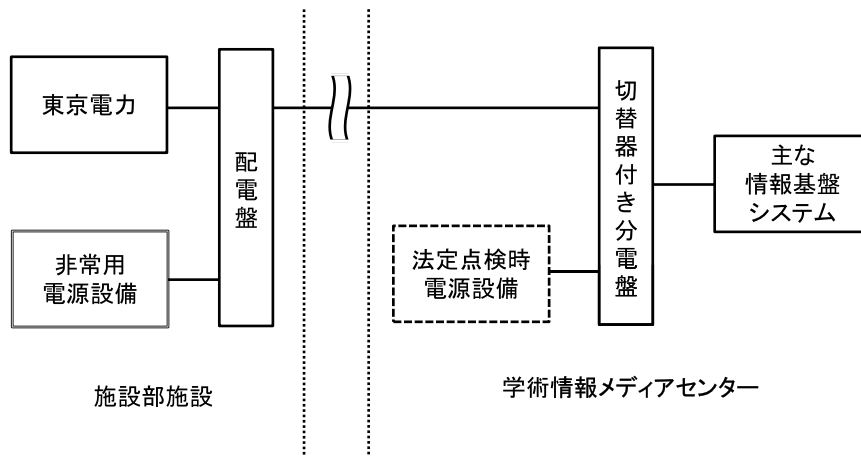 東京電力
非常用
電源設備
配電盤
施設部施設
法定点検時
電源設備
切替器付き分電盤
主な
情報基盤
システム
学術情報メディアセンター